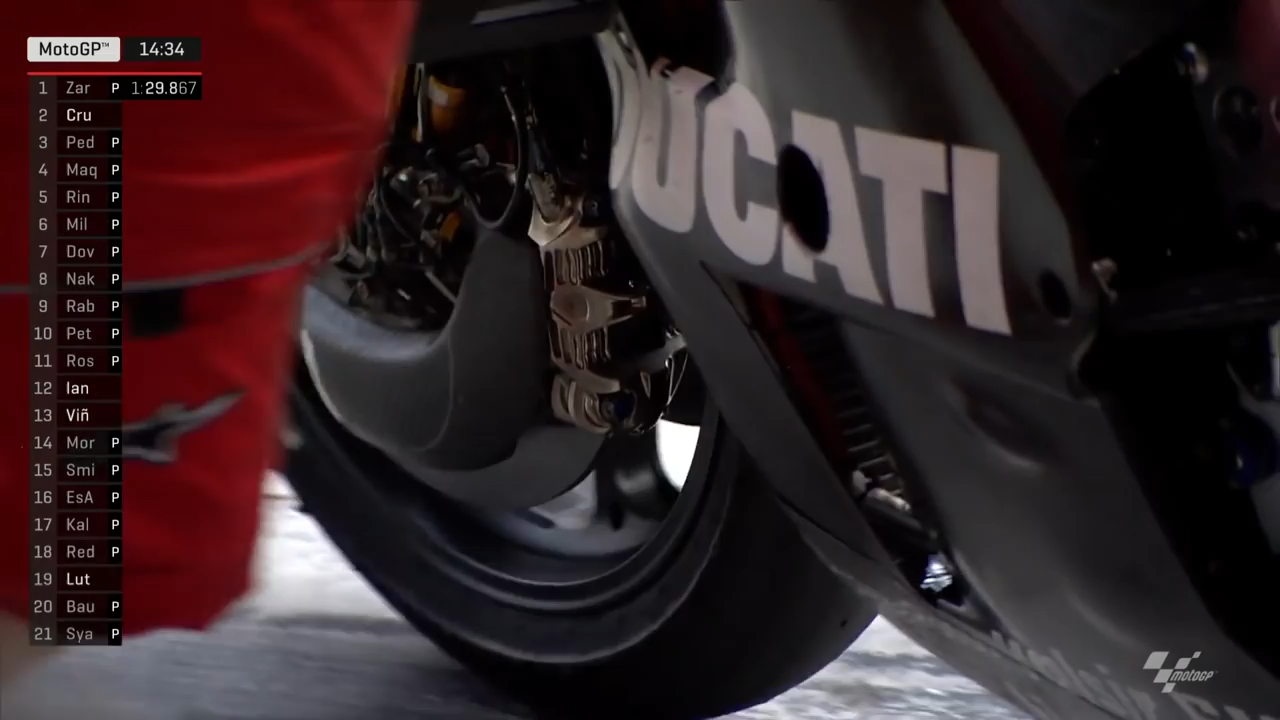 MotoGP™ 14:34
1 Zar P 1:29.867
2 Cru
3 Ped P
4 Maq P
5 Rin P
6 Mil P
7 Dov P
8 Nak P
9 Rab P
10 Pet P
11 Ros P
12 Ian
13 Viñ
14 Mor P
15 Smi P
16 EsA P
17 Kal P
18 Red P
19 Lut
20 Bau P
21 Sya P
DUCATI
motoGP™